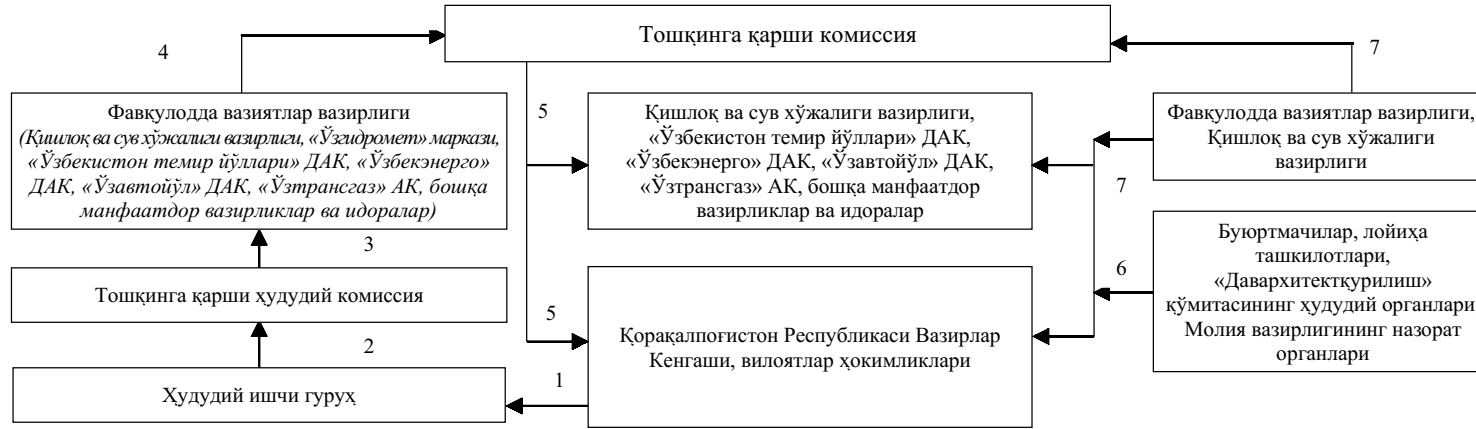 Тошқинга қарши комиссия
4
7
Фавқулодда вазиятлар вазирлиги
(Қишлоқ ва сув хўжалиги вазирлиги, «Ўзгидромет» маркази,
«Ўзбекистон темир йўллари» ДАК, «Ўзбекэнерго»
ДАК, «Ўзавтойўл» ДАК, «Ўзтрансгаз» АК, бошқа
манфаатдор вазирликлар ва идоралар)
5
Қишлоқ ва сув хўжалиги вазирлиги,
«Ўзбекистон темир йўллари» ДАК,
«Ўзбекэнерго» ДАК, «Ўзавтойўл» ДАК,
«Ўзтрансгаз» АК, бошқа манфаатдор
вазирликлар ва идоралар
7
Фавқулодда вазиятлар вазирлиги,
Қишлоқ ва сув хўжалиги
вазирлиги
3
Тошқинга қарши ҳудудий комиссия
5
Қорақалпоғистон Республикаси Вазирлар
Кенгаши, вилоятлар ҳокимликлари
6
Буюртмачилар, лойиҳа
ташкилотлари,
«Давархитектқурилиш»
қўмитасининг ҳудудий органлари
Молия вазирлигининг назорат
органлари
2
Ҳудудий ишчи гуруҳ
1